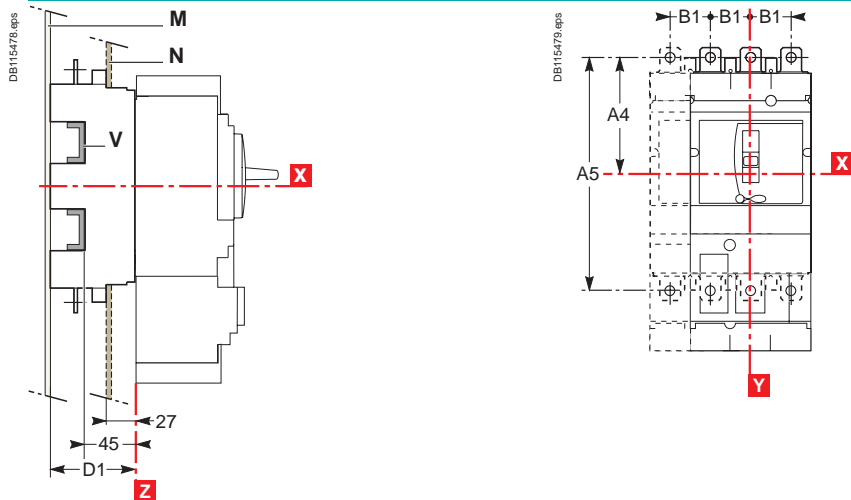 DB115478.eps
M
N
V
X
27
45
D1
Z
DB115479.eps
B1 B1 B1
A4
X
A5
Y